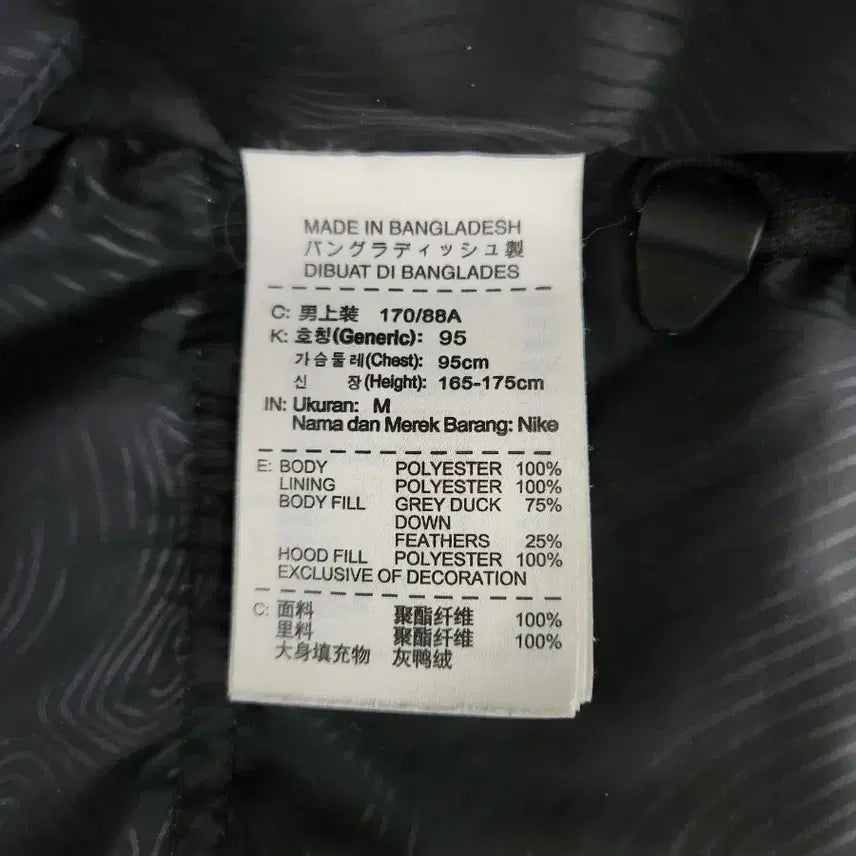 MADE IN BANGLADESH
バングラディッシュ製
DIBUAT DI BANGLADES
C: 男上装 170/88A
K: 호칭(Generic): 95
가슴둘레(Chest): 95cm
신 장(Height): 165-175cm
IN: Ukuran: M
Nama dan Merek Barang: Nike
E: BODY POLYESTER 100%
LINING POLYESTER 100%
BODY FILL GREY DUCK 75%
DOWN
FEATHERS 25%
HOOD FILL POLYESTER 100%
EXCLUSIVE OF DECORATION
C: 面料 聚酯纤维 100%
里料 聚酯纤维 100%
大身填充物 灰鸭绒